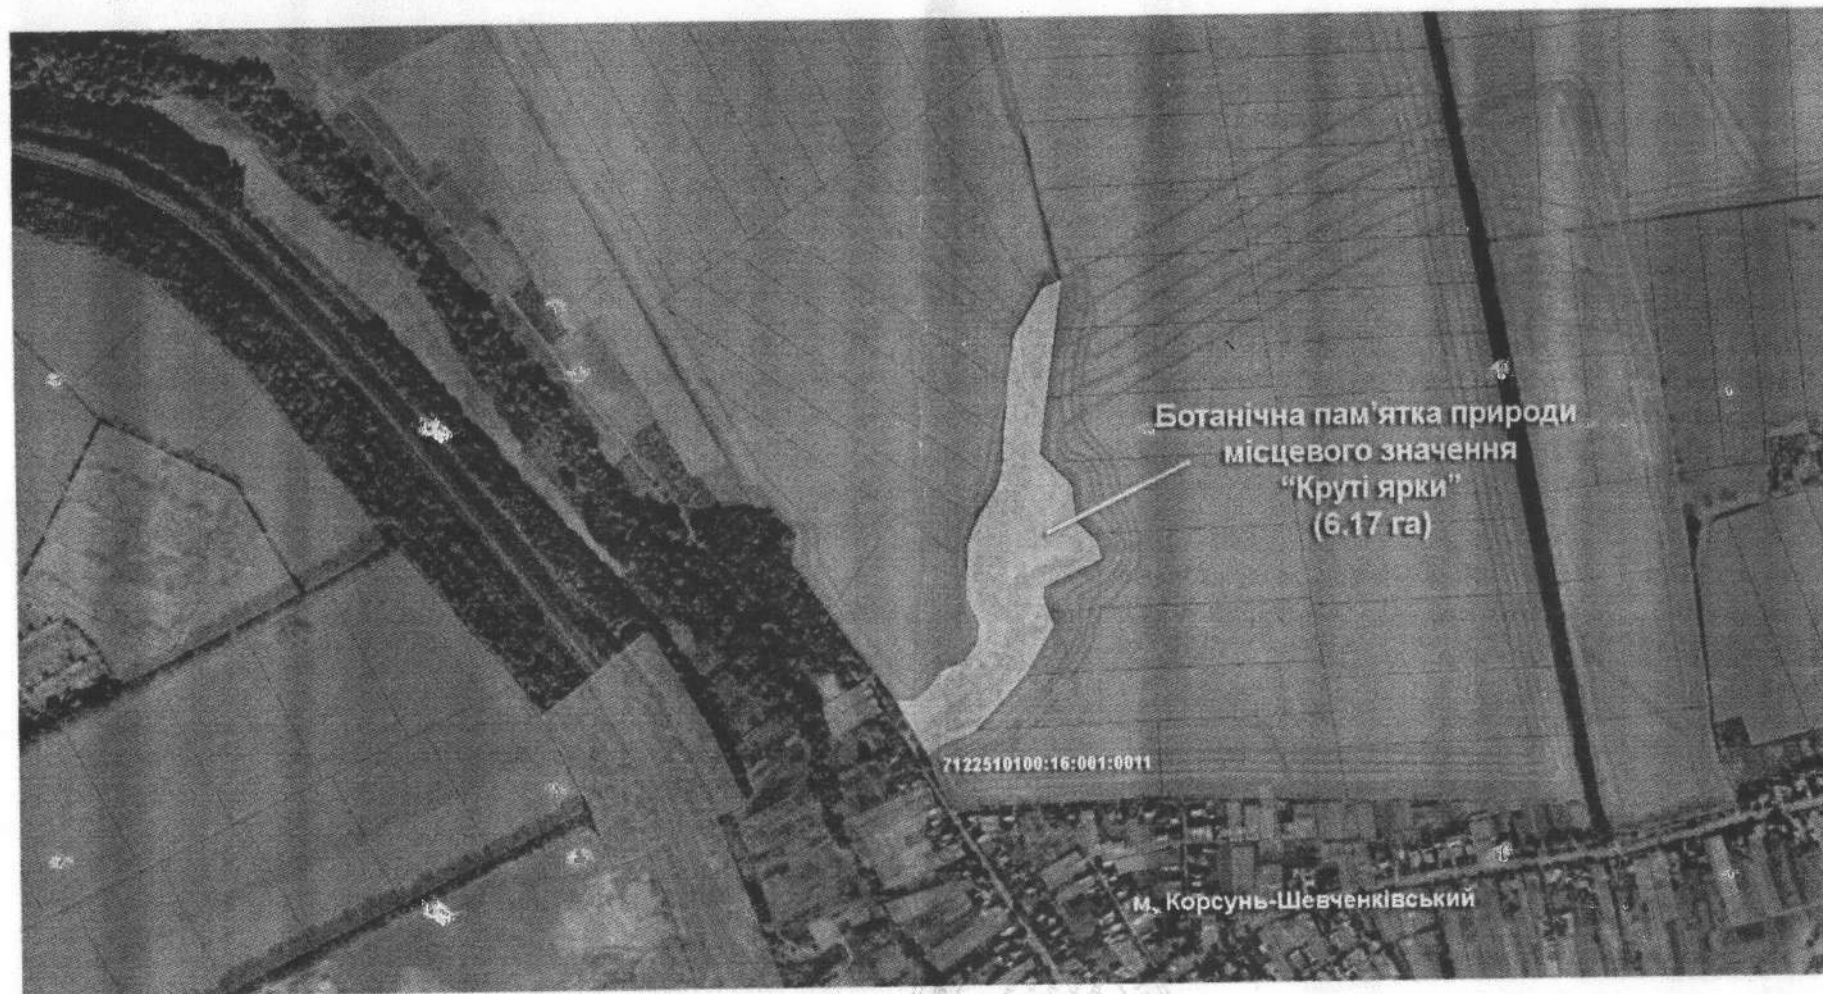 Ботанічна пам'ятка природи
місцевого значення
“Круті ярки”
(6.17 га)
7122510100:16:001:0011
м. Корсунь-Шевченківський